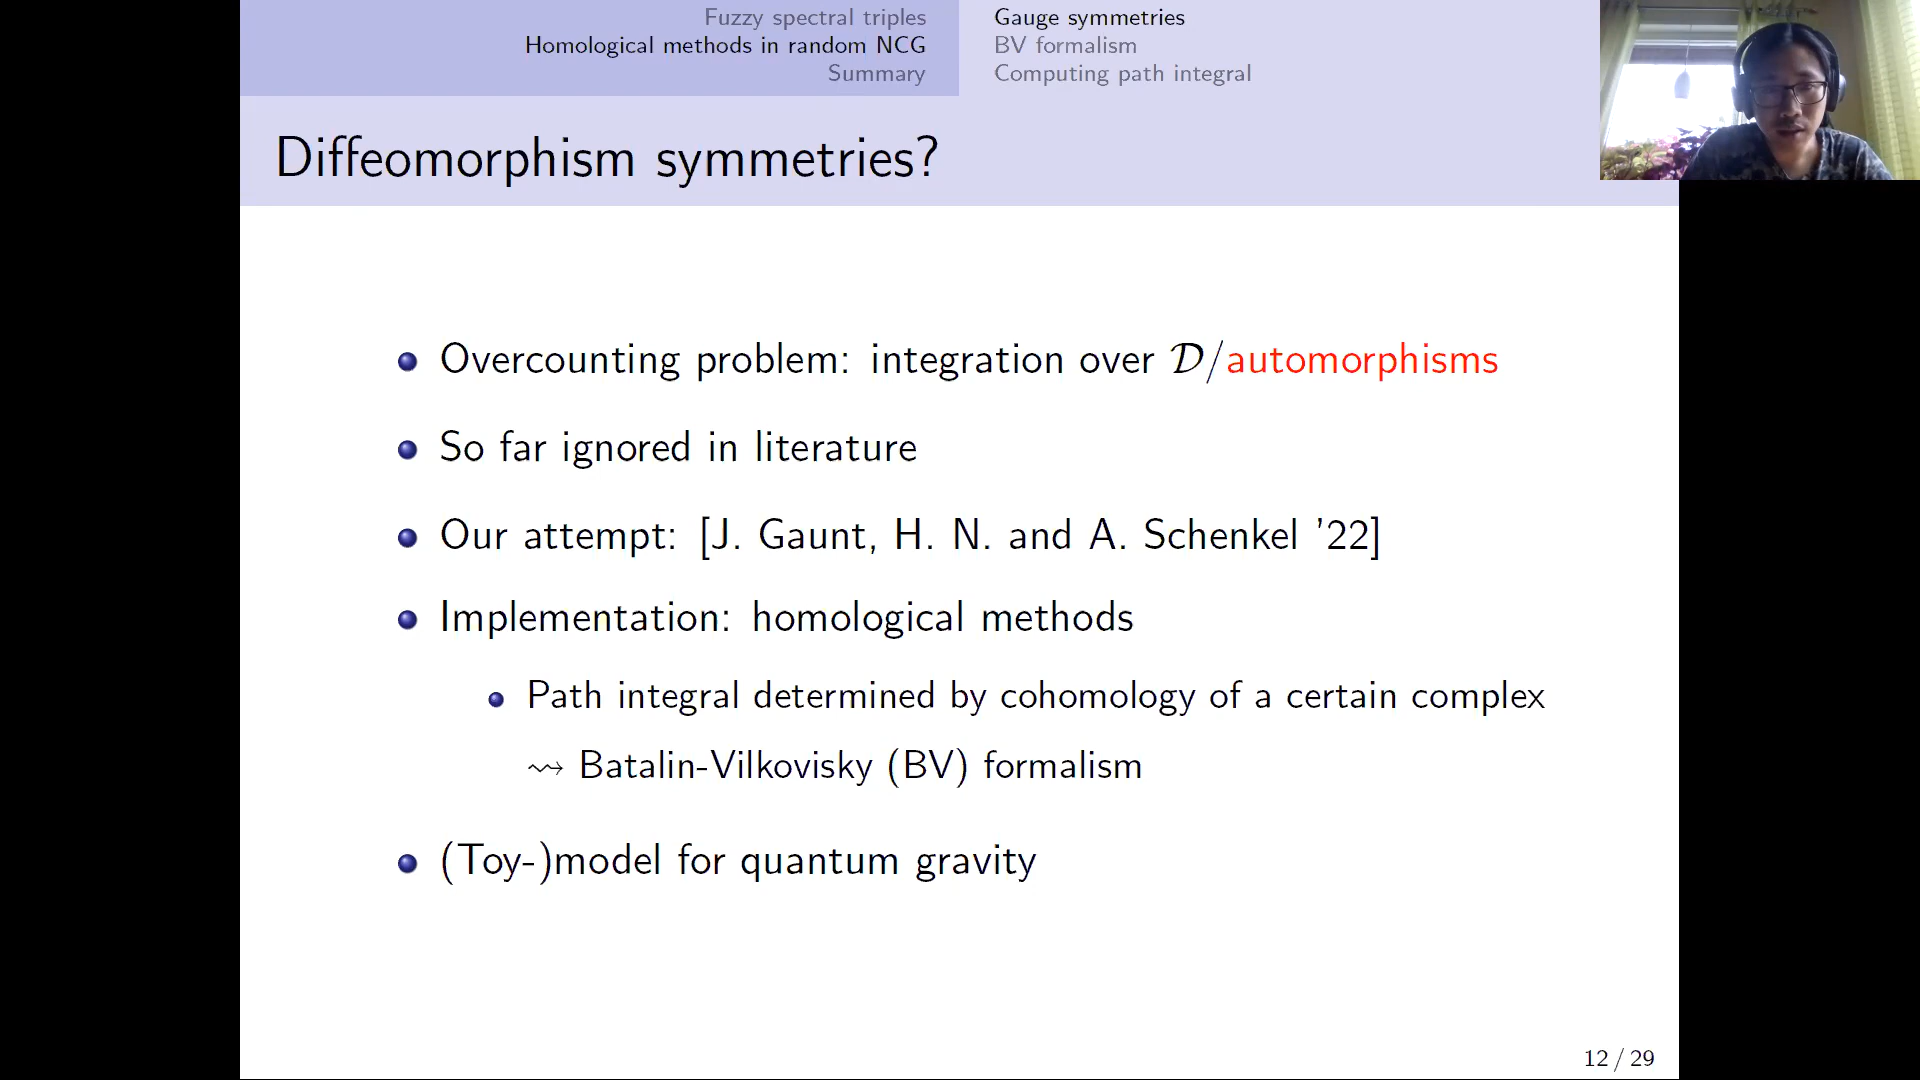 Fuzzy spectral triples
Homological methods in random NCG
Summary
Gauge symmetries
BV formalism
Computing path integral
Diffeomorphism symmetries?
Overcounting problem: integration over 𝒟/automorphisms
So far ignored in literature
Our attempt: [J. Gaunt, H. N. and A. Schenkel ’22]
Implementation: homological methods
Path integral determined by cohomology of a certain complex
⇝ Batalin-Vilkovisky (BV) formalism
(Toy-)model for quantum gravity
12 / 29